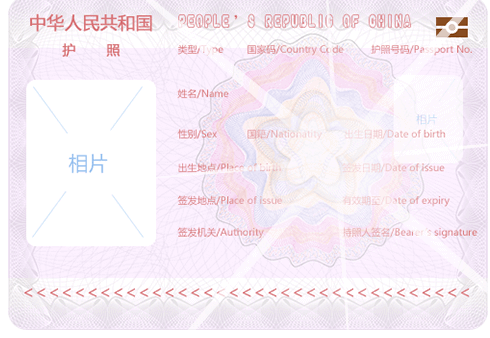 中华人民共和国 PEOPLE'S REPUBLIC OF CHINA
护 照 类型/Type 国家码/Country Code 护照号码/Passport No.
姓名/Name
相片
性别/Sex 国籍/Nationality 出生日期/Date of birth
相片
出生地点/Place of birth 签发日期/Date of issue
签发地点/Place of issue 有效期至/Date of expiry
签发机关/Authority 持照人签名/Bearer's signature
<<<<<<<<<<<<<<<<<<<<<<<<<<<<<<<<<<<<